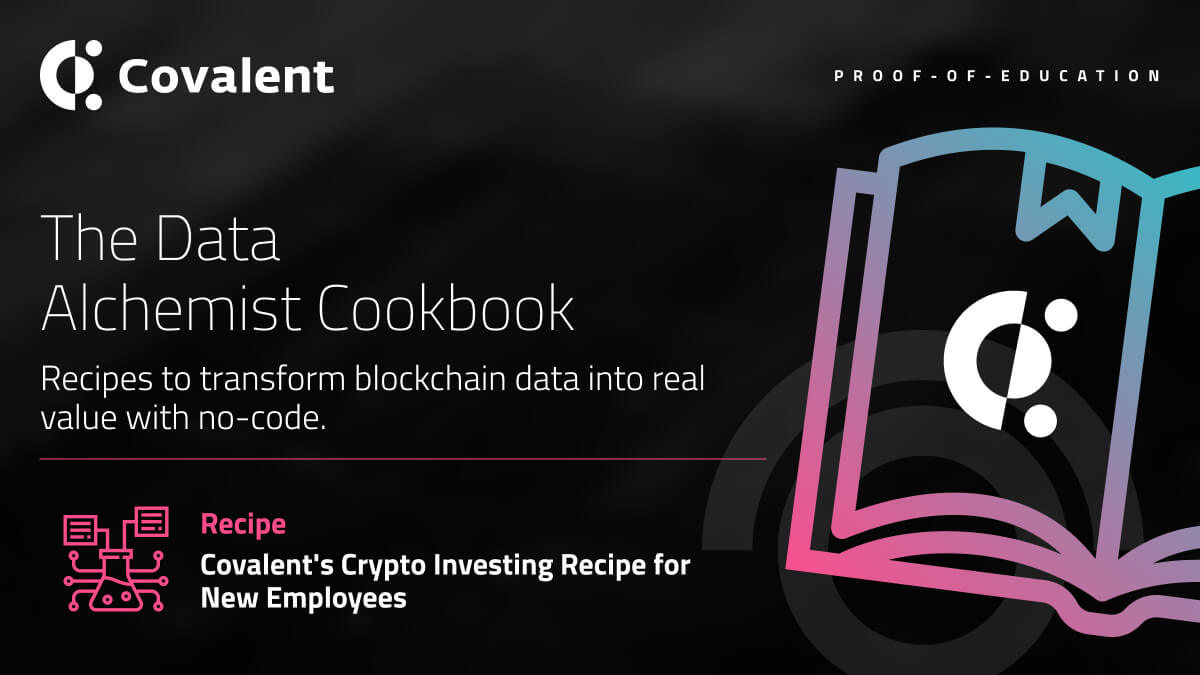 Covalent
PROOF-OF-EDUCATION
The Data
Alchemist Cookbook
Recipes to transform blockchain data into real
value with no-code.
Recipe
Covalent's Crypto Investing Recipe for
New Employees